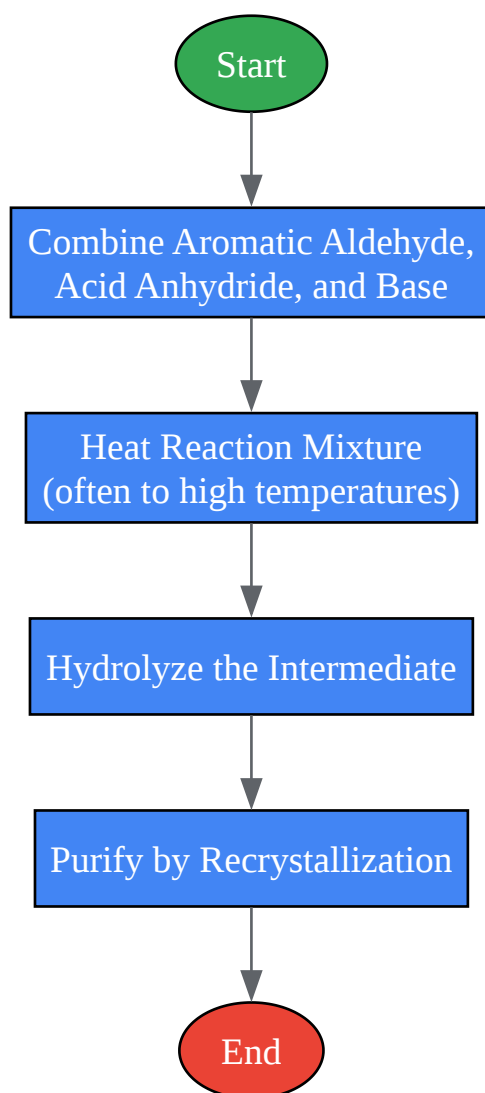 Start
Combine Aromatic Aldehyde,
Acid Anhydride, and Base
Heat Reaction Mixture
(often to high temperatures)
Hydrolyze the Intermediate
Purify by Recrystallization
End